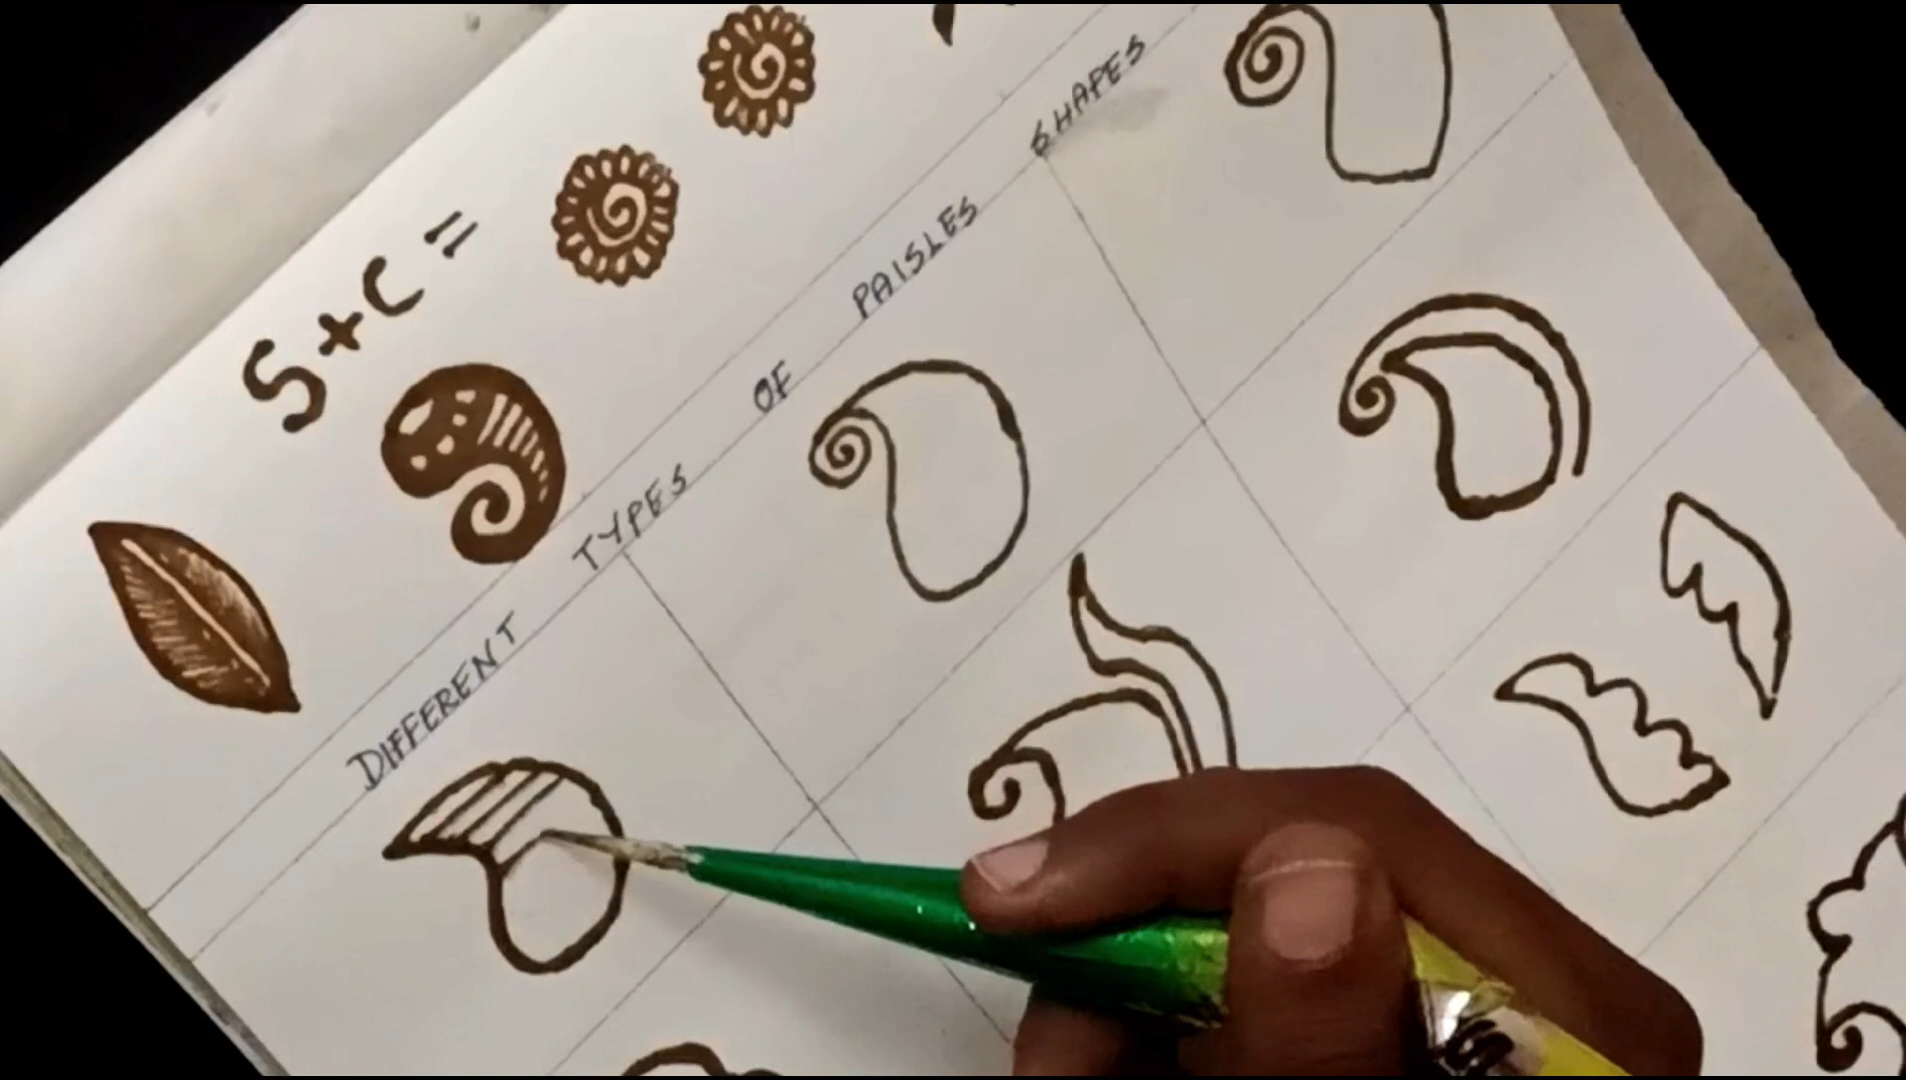 S+C =
DIFFERENT TYPES OF PAISLES SHAPES